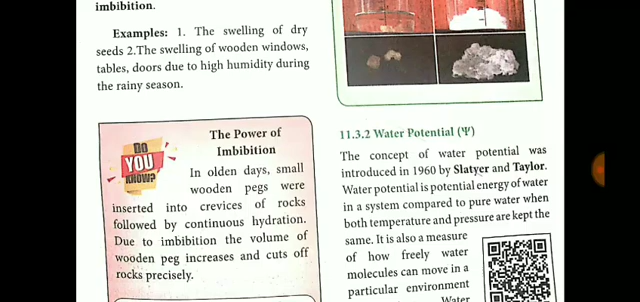 imbibition.
Examples: 1. The swelling of dry
seeds 2.The swelling of wooden windows,
tables, doors due to high humidity during
the rainy season.
DO
YOU
KNOW?
The Power of
Imbibition
In olden days, small
wooden pegs were
inserted into crevices of rocks
followed by continuous hydration.
Due to imbibition the volume of
wooden peg increases and cuts off
rocks precisely.
11.3.2 Water Potential (Ψ)
The concept of water potential was
introduced in 1960 by Slatyer and Taylor.
Water potential is potential energy of water
in a system compared to pure water when
both temperature and pressure are kept the
same. It is also a measure
of how freely water
molecules can move in a
particular environment
Water